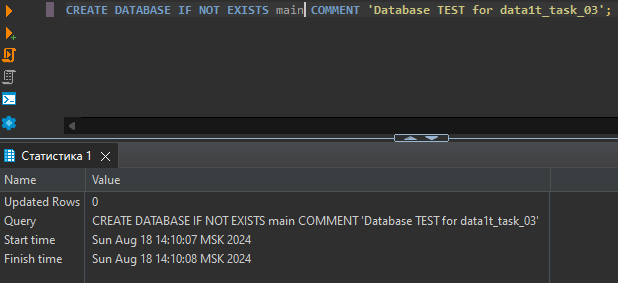 CREATE DATABASE IF NOT EXISTS main COMMENT 'Database TEST for data1t_task_03';
Статистика 1
Name Value
Updated Rows 0
Query CREATE DATABASE IF NOT EXISTS main COMMENT 'Database TEST for data1t_task_03'
Start time Sun Aug 18 14:10:07 MSK 2024
Finish time Sun Aug 18 14:10:08 MSK 2024